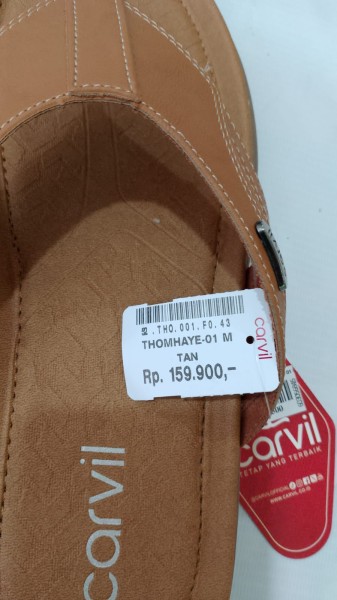 .THO.001.F0.43
THOMHAYE-01 M
TAN
Rp. 159.900,-
carvil
carvil
TETAP YANG TERBAIK
WWW.CARVIL.CO.ID
carvil